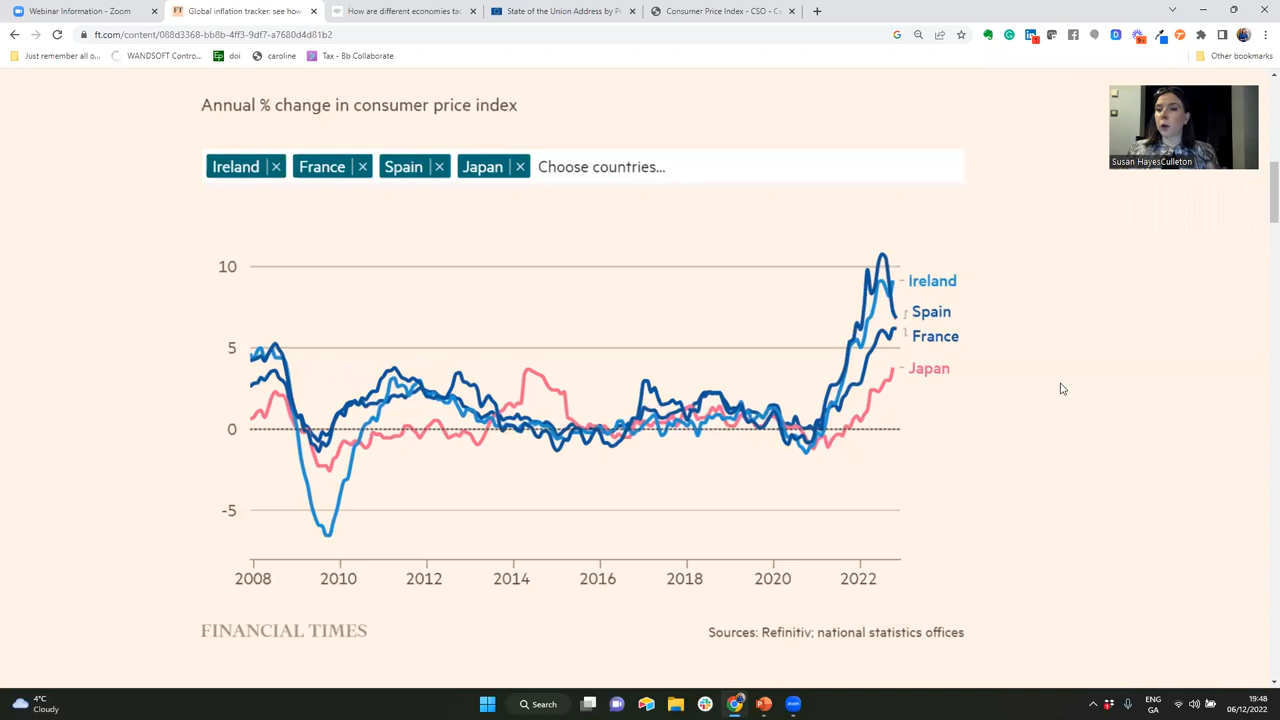 Webinar Information - Zoom
Global inflation tracker: see how
How are different economies tac
State of the Union Address by Pr
Consumer Price Index - CSO - Ce
ft.com/content/088d3368-bb8b-4ff3-9df7-a7680d4d81b2
Just remember all o...
WANDSOFT Contro...
doi
caroline
Tax - Bb Collaborate
Other bookmarks
Annual % change in consumer price index
Ireland
France
Spain
Japan
Choose countries...
Susan HayesCulleton
10
5
0
-5
Ireland
Spain
France
Japan
2008 2010 2012 2014 2016 2018 2020 2022
FINANCIAL TIMES
Sources: Refinitiv; national statistics offices
4°C
Cloudy
Search
ENG
GA
19:48
06/12/2022